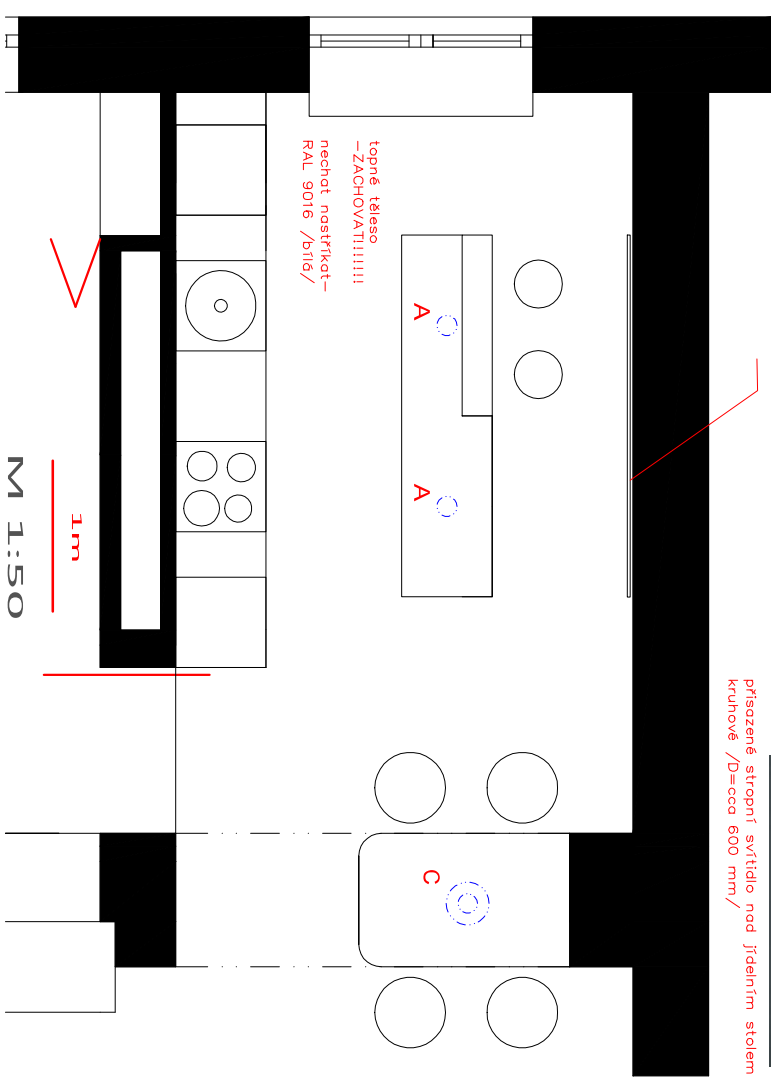 topné těleso
-ZACHOVAT!!!!!!!
nechat nastříkat-
RAL 9016 /bílá/
A
A
1m
M 1:50
přisazené stropní svítidlo nad jídelním stolem
kruhové /D=cca 600 mm/
C